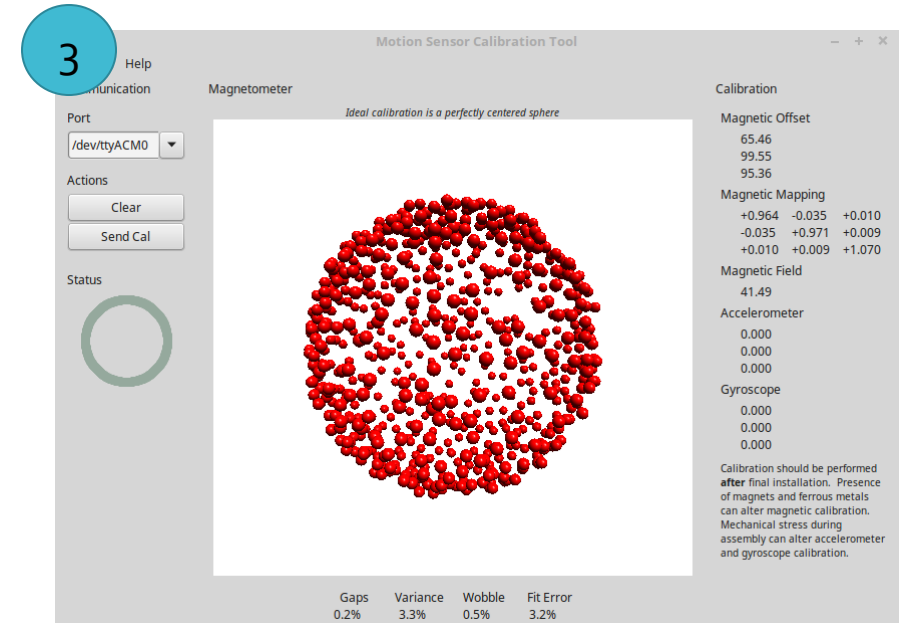 3
Motion Sensor Calibration Tool
Help
Magnetometer
Calibration
Port
/dev/ttyACM0
Actions
Clear
Send Cal
Status
Ideal calibration is a perfectly centered sphere
Magnetic Offset
65.46
99.55
95.36
Magnetic Mapping
+0.964 -0.035 +0.010
-0.035 +0.971 +0.009
+0.010 +0.009 +1.070
Magnetic Field
41.49
Accelerometer
0.000
0.000
0.000
Gyroscope
0.000
0.000
0.000
Calibration should be performed
after final installation. Presence
of magnets and ferrous metals
can alter magnetic calibration.
Mechanical stress during
assembly can alter accelerometer
and gyroscope calibration.
Gaps Variance Wobble Fit Error
0.2% 3.3% 0.5% 3.2%